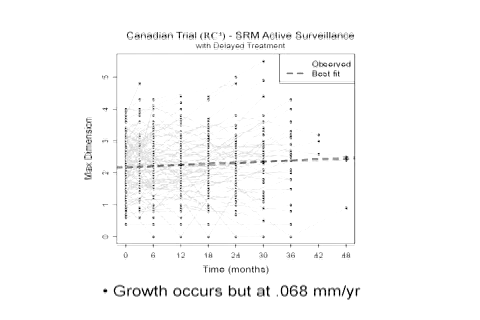 Canadian Trial (RC⁴) - SRM Active Surveillance
with Delayed Treatment
Observed
Best fit
Max Dimension
5
4
3
2
1
0
0 6 12 18 24 30 36 42 48
Time (months)
• Growth occurs but at .068 mm/yr